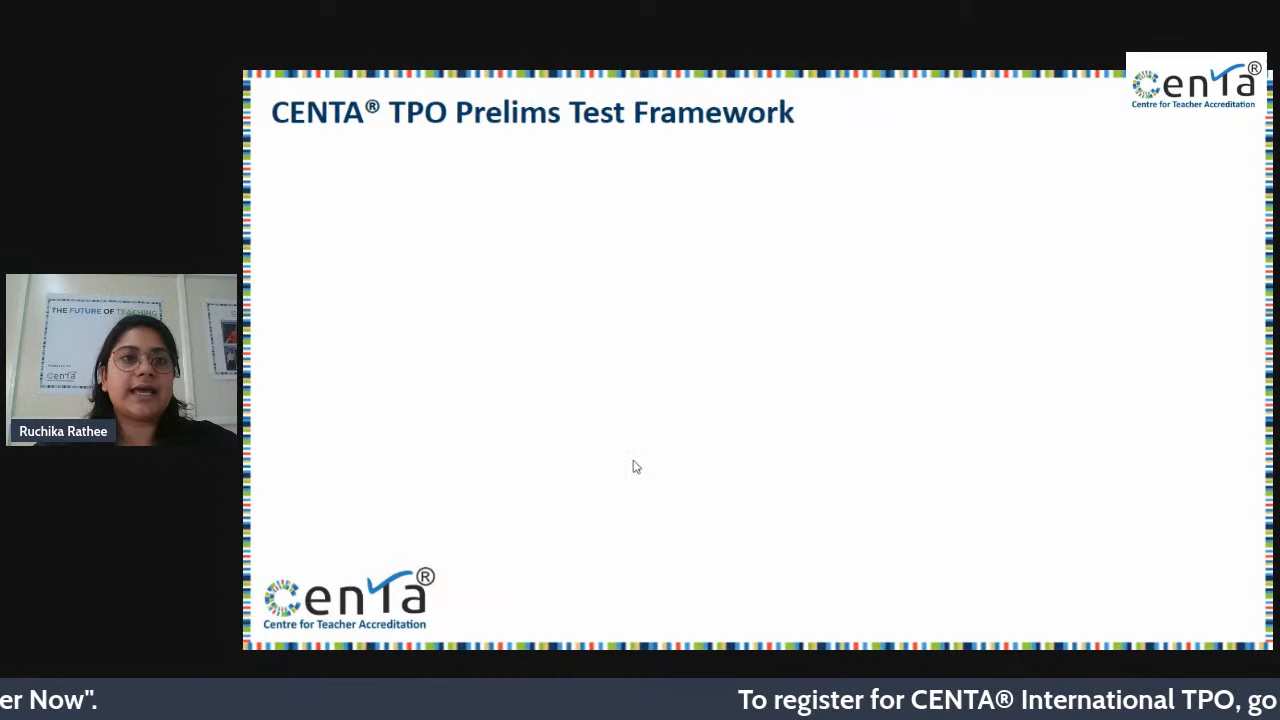 CENTA® TPO Prelims Test Framework
CenTa®
Centre for Teacher Accreditation
THE FUTURE OF TEACHING
CenTa
Ruchika Rathee
CenTa®
Centre for Teacher Accreditation
er Now".
To register for CENTA® International TPO, go